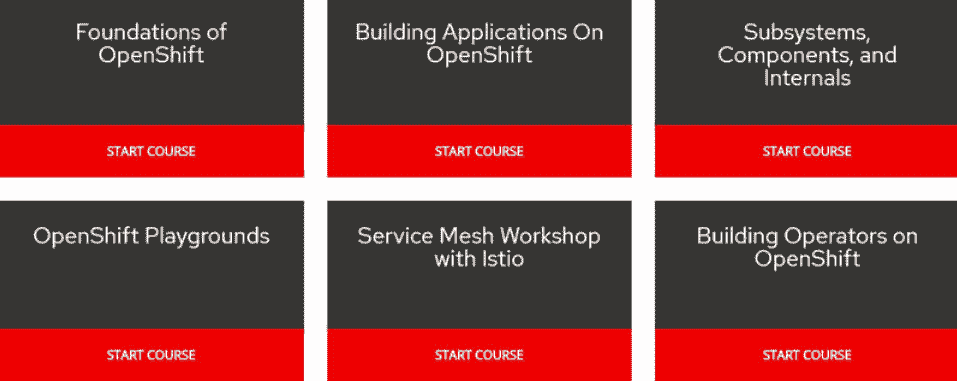 Foundations of
OpenShift
START COURSE
Building Applications On
OpenShift
START COURSE
Subsystems,
Components, and
Internals
START COURSE
OpenShift Playgrounds
START COURSE
Service Mesh Workshop
with Istio
START COURSE
Building Operators on
OpenShift
START COURSE